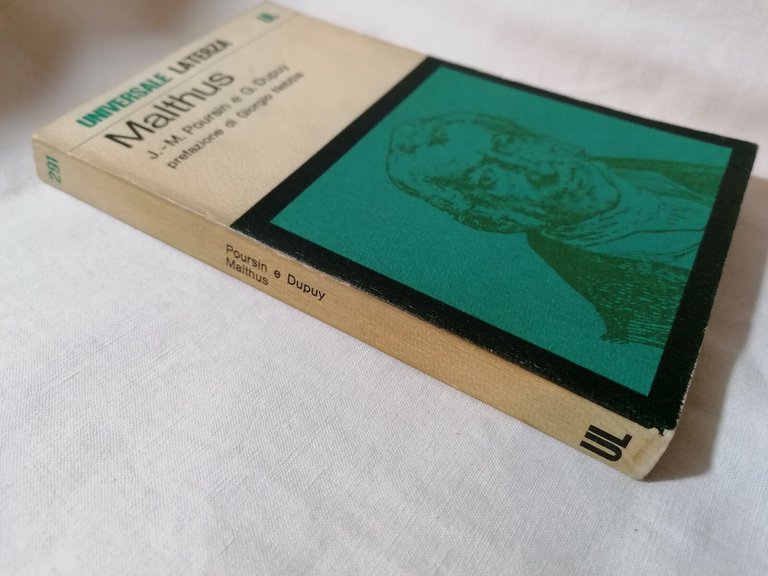 UNIVERSALE LATERZA
UL
Malthus
J.-M. Poursin e G. Dupuy
prefazione di Giorgio Nebbia
291
Poursin e Dupuy
Malthus
UL